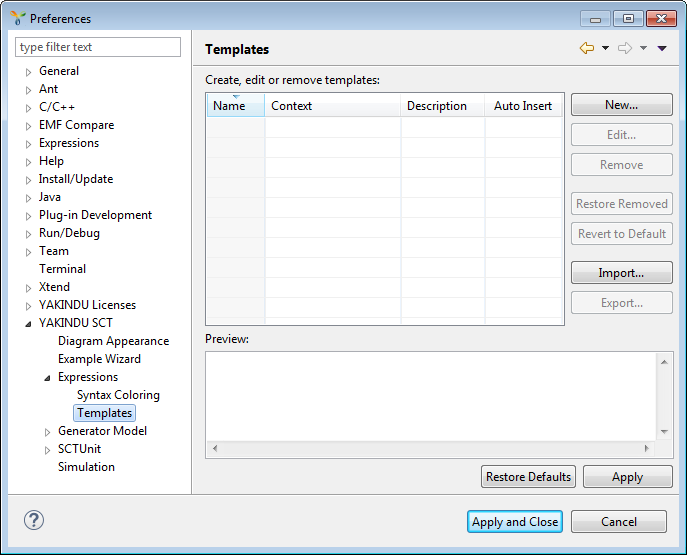 Preferences
type filter text
General
Ant
C/C++
EMF Compare
Expressions
Help
Install/Update
Java
Plug-in Development
Run/Debug
Team
Terminal
Xtend
YAKINDU Licenses
YAKINDU SCT
Diagram Appearance
Example Wizard
Expressions
Syntax Coloring
Templates
Generator Model
SCTUnit
Simulation
Templates
Create, edit or remove templates:
Name Context Description Auto Insert
New...
Edit...
Remove
Restore Removed
Revert to Default
Import...
Export...
Preview:
Restore Defaults Apply
? Apply and Close Cancel